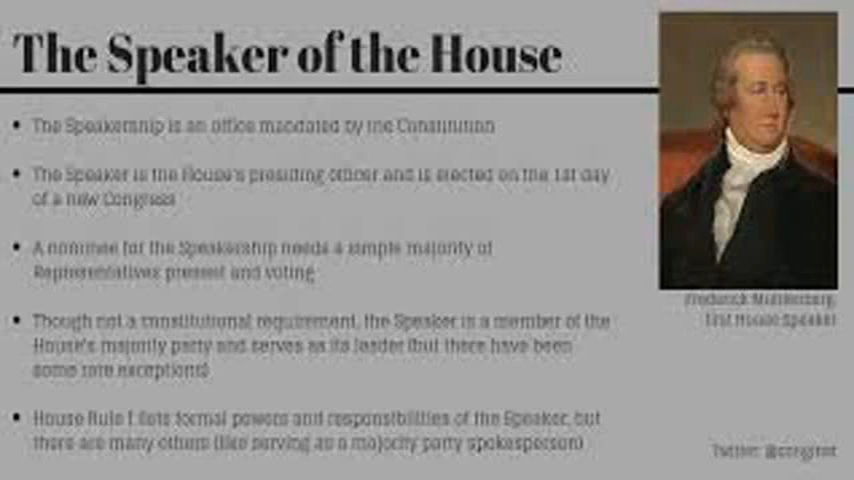 The Speaker of the House
• The Speakership is an office mandated by the Constitution
• The Speaker is the House's presiding officer and is elected on the 1st day
of a new Congress
• A nominee for the Speakership needs a simple majority of
Representatives present and voting
• Though not a constitutional requirement, the Speaker is a member of the
House's majority party and serves as its leader (but there have been
some rare exceptions)
• House Rule I lists formal powers and responsibilities of the Speaker, but
there are many others (like serving as a majority party spokesperson)
Frederick Muhlenberg,
first House Speaker
Twitter: